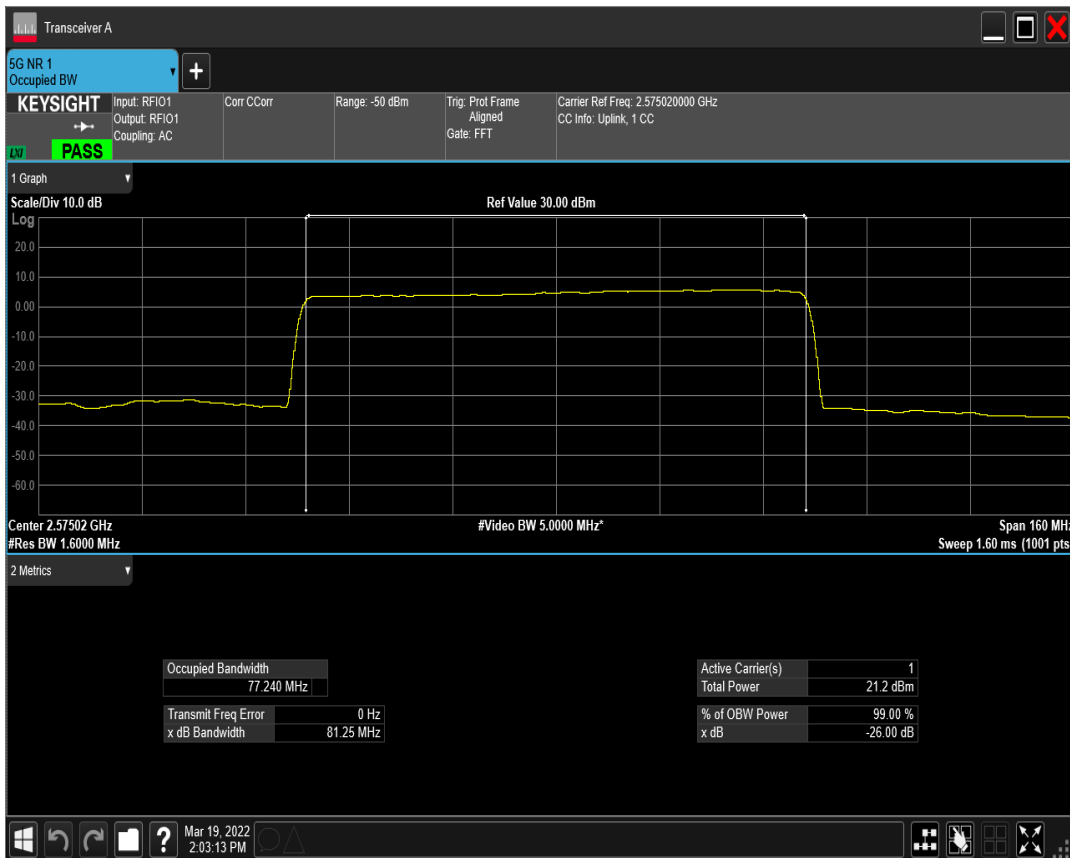 Transceiver A
5G NR 1
Occupied BW
+
KEYSIGHT
LXI
PASS
Input: RFIO1
Output: RFIO1
Coupling: AC
Corr CCorr
Range: -50 dBm
Trig: Prot Frame
Aligned
Gate: FFT
Carrier Ref Freq: 2.575020000 GHz
CC Info: Uplink, 1 CC
1 Graph
Scale/Div 10.0 dB
Ref Value 30.00 dBm
Log
20.0
10.0
0.00
-10.0
-20.0
-30.0
-40.0
-50.0
-60.0
Center 2.57502 GHz
#Video BW 5.0000 MHz*
Span 160 MHz
#Res BW 1.6000 MHz
Sweep 1.60 ms (1001 pts
2 Metrics
Occupied Bandwidth
77.240 MHz
Transmit Freq Error 0 Hz
x dB Bandwidth 81.25 MHz
Active Carrier(s) 1
Total Power 21.2 dBm
% of OBW Power 99.00 %
x dB -26.00 dB
?
Mar 19, 2022
2:03:13 PM